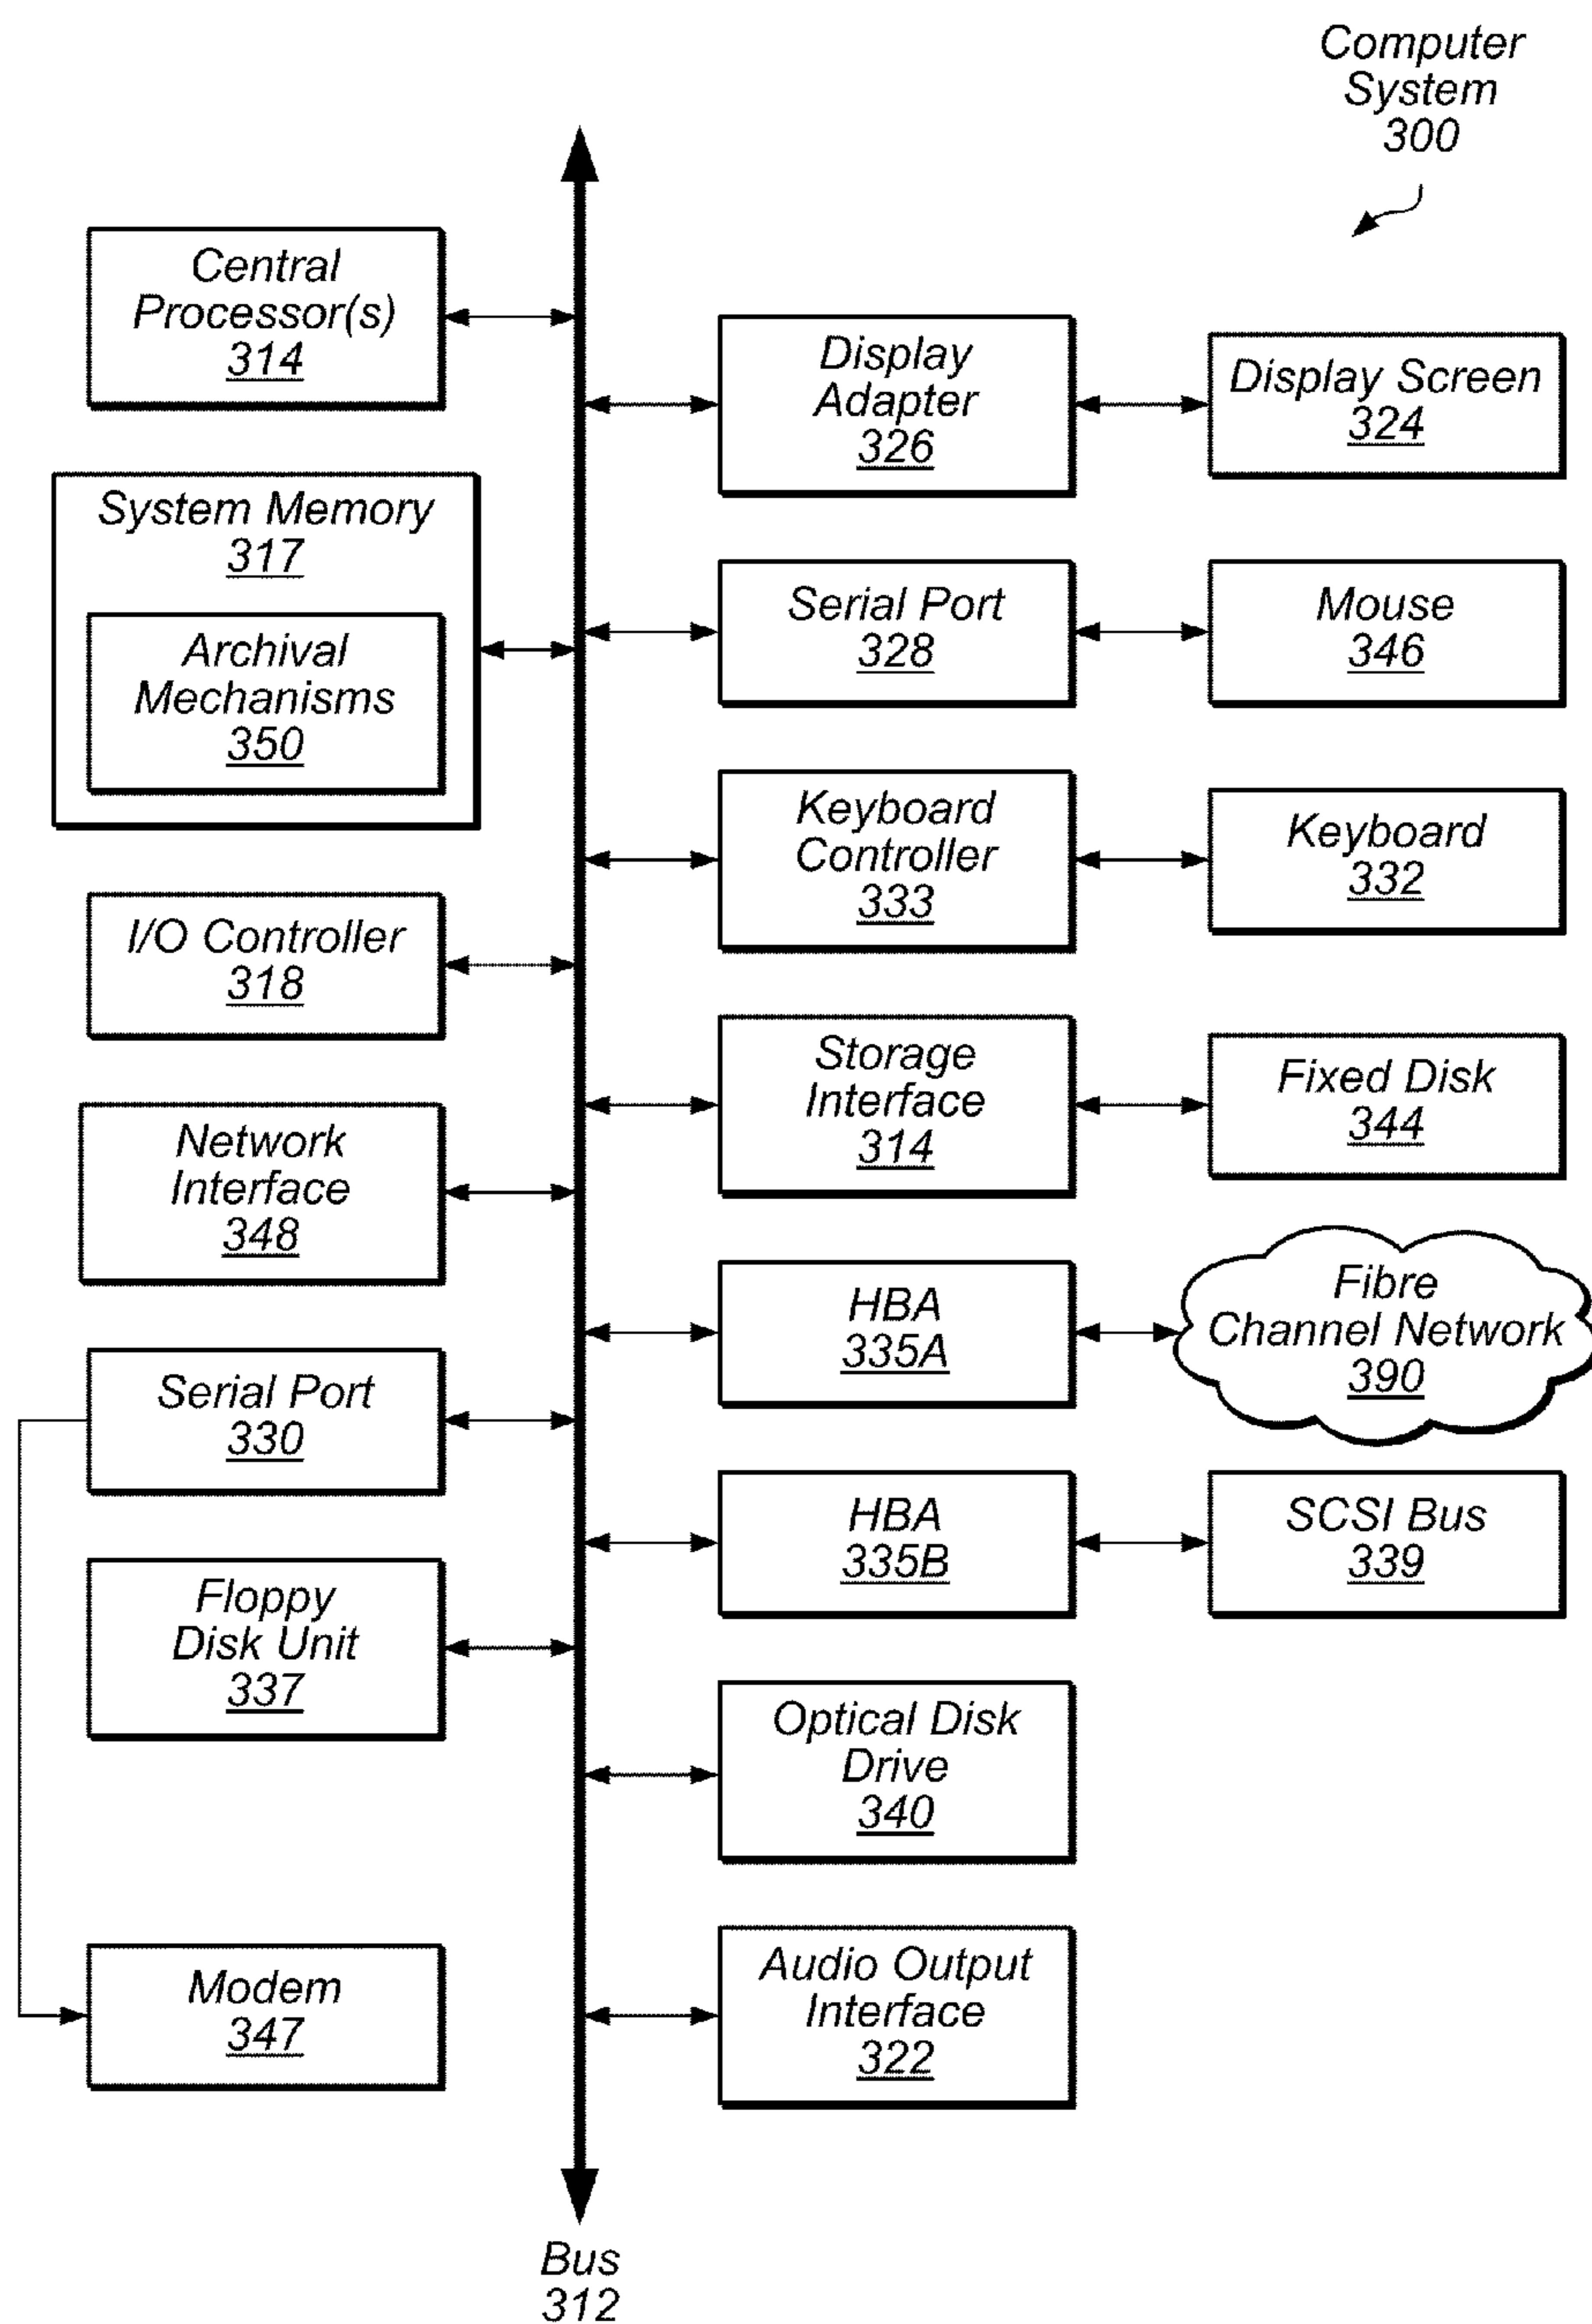 Computer
System
300
Central
Processor(s)
314
System Memory
317
Archival
Mechanisms
350
I/O Controller
318
Network
Interface
348
Serial Port
330
Floppy
Disk Unit
337
Modem
347
Display
Adapter
326
Display Screen
324
Serial Port
328
Mouse
346
Keyboard
Controller
333
Keyboard
332
Storage
Interface
314
Fixed Disk
344
HBA
335A
Fibre
Channel Network
390
HBA
335B
SCSI Bus
339
Optical Disk
Drive
340
Audio Output
Interface
322
Bus
312